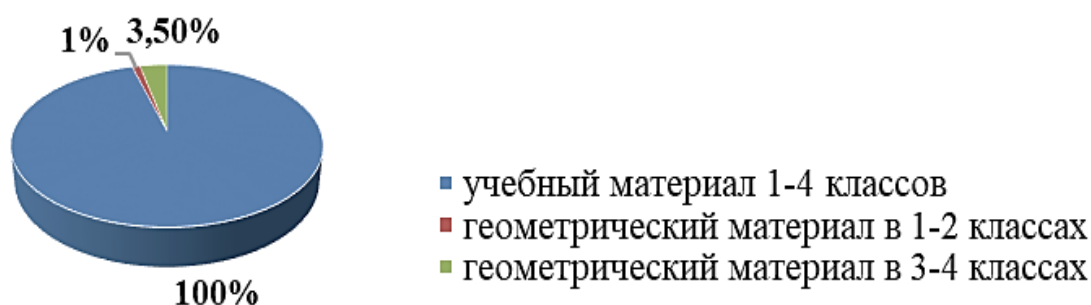 1% 3,50%
учебный материал 1-4 классов
геометрический материал в 1-2 классах
геометрический материал в 3-4 классах
100%